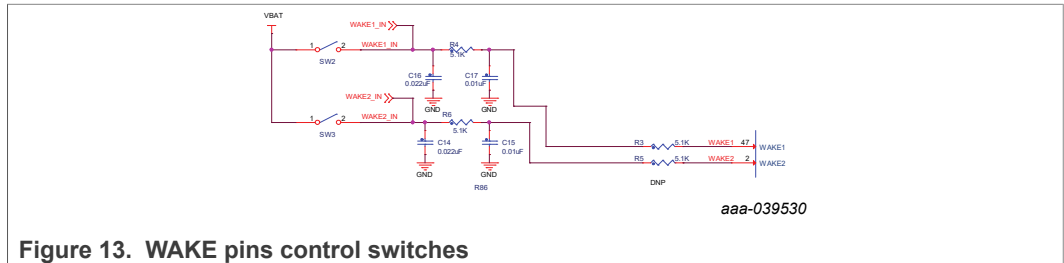 VBAT
WAKE1_IN
1 2 WAKE1_IN R4
SW2 5.1K
C16 C17
0.022uF 0.01uF
GND GND
WAKE2_IN
1 2 WAKE2_IN R6
SW3 5.1K
C14 C15
0.022uF 0.01uF
GND GND
R86
R3 5.1K WAKE1 47 WAKE1
R5 5.1K WAKE2 2 WAKE2
DNP
aaa-039530
Figure 13. WAKE pins control switches